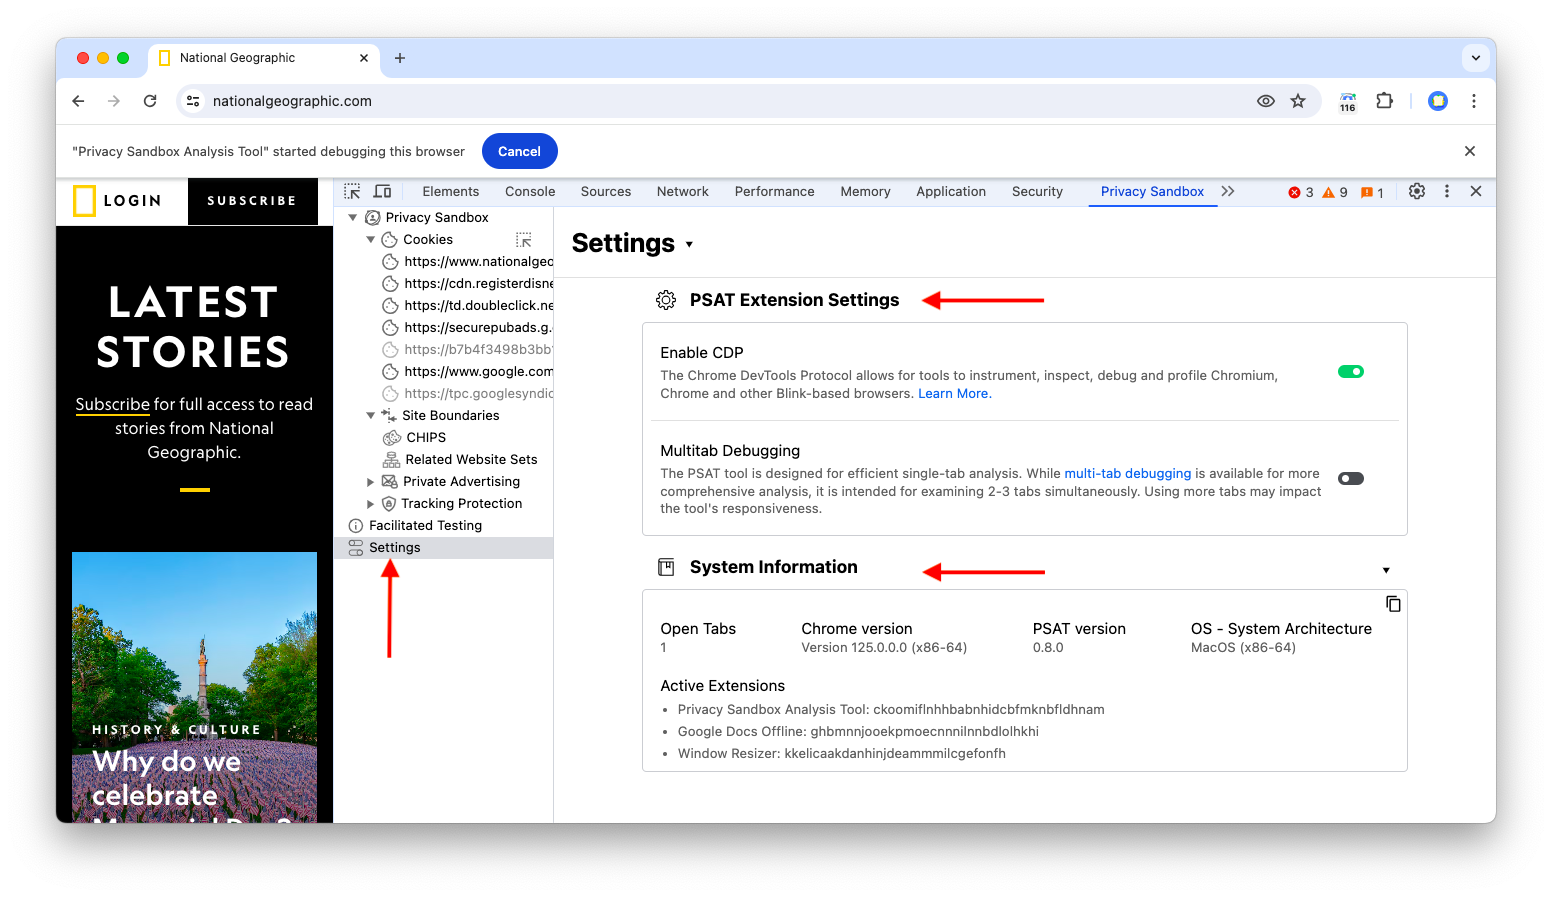 National Geographic
nationalgeographic.com
116
"Privacy Sandbox Analysis Tool" started debugging this browser
Cancel
LOGIN
SUBSCRIBE
LATEST
STORIES
Subscribe for full access to read
stories from National
Geographic.
HISTORY & CULTURE
Why do we
celebrate
Elements
Console
Sources
Network
Performance
Memory
Application
Security
Privacy Sandbox
3
9
1
Privacy Sandbox
Cookies
https://www.nationalgeo
https://cdn.registerdisne
https://td.doubleclick.ne
https://securepubads.g.
https://b7b4f3498b3bb
https://www.google.com
https://tpc.googlesyndic
Site Boundaries
CHIPS
Related Website Sets
Private Advertising
Tracking Protection
Facilitated Testing
Settings
Settings
PSAT Extension Settings
Enable CDP
The Chrome DevTools Protocol allows for tools to instrument, inspect, debug and profile Chromium,
Chrome and other Blink-based browsers. Learn More.
Multitab Debugging
The PSAT tool is designed for efficient single-tab analysis. While multi-tab debugging is available for more
comprehensive analysis, it is intended for examining 2-3 tabs simultaneously. Using more tabs may impact
the tool's responsiveness.
System Information
Open Tabs
1
Chrome version
Version 125.0.0.0 (x86-64)
PSAT version
0.8.0
OS - System Architecture
MacOS (x86-64)
Active Extensions
• Privacy Sandbox Analysis Tool: ckoomiflnhhbabnhidcbfmknbfldhnam
• Google Docs Offline: ghbmnnjooekpmoecnnnilnnbdlolhkhi
• Window Resizer: kkelicaakdanhinjdeammmilcgefonfh